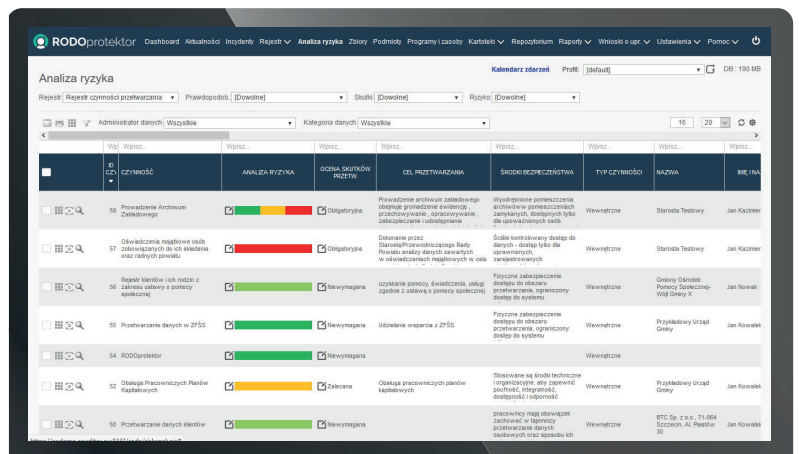 RODOprotektor Dashboard Aktualności Incydenty Rejestr Analiza ryzyka Zbiory Podmioty Programy i zasoby Kartoteki Repozytorium Raporty Wnioski o upr. Ustawienia Pomoc
Analiza ryzyka
Kalendarz zdarzeń Profil: [default] DB : 190 MB
Rejestr: Rejestr czynności przetwarzania Prawdopodob.: [Dowolne] Skutki: [Dowolne] Ryzyko: [Dowolne]
Administrator danych Wszystkie Kategoria danych Wszystkie 16 20
Wp Wpisz... Wpisz... Wpisz... Wpisz... Wpisz... Wpisz... Wpisz... Wpisz...
ID CZY CZYNNOŚĆ ANALIZA RYZYKA OCENA SKUTKÓW PRZETW. CEL PRZETWARZANIA ŚRODKI BEZPIECZEŃSTWA TYP CZYNNOŚCI NAZWA IMIĘ I NA
58 Prowadzenie Archiwum Zakładowego Obligatoryjna
Prowadzenie archiwum zakładowego
obejmuje gromadzenie ewidencję ,
przechowywanie , opracowywanie ,
zabezpieczanie i udostępnianie
Wyodrębnione pomieszczenia
archiwów w pomieszczeniach
zamykanych, dostępnych tylko
dla upoważnionych osób
Wewnętrzne Starosta Testowy Jan Kazimier
57 Oświadczenia majątkowe osób
zobowiązanych do ich składania
oraz radnych powiatu
Obligatoryjna
Dokonanie przez
Starostę/Przewodniczącego Rady
Powiatu analizy danych zawartych
w oświadczeniach majątkowych w celu
Ściśle kontrolowany dostęp do
danych - dostęp tylko dla
uprawnionych,
zarejestrowanych
Wewnętrzne Starosta Testowy Jan Kazimier
56 Rejestr klientów i ich rodzin z
zakresu ustawy o pomocy
społecznej
Niewymagana
uzyskanie pomocy, świadczenia, usługi
zgodnie z ustawą o pomocy społecznej
Fizyczne zabezpieczenie
dostępu do obszaru
przetwarzania, ograniczony
dostęp do systemu
Wewnętrzne
Gminny Ośrodek
Pomocy Społecznej-
Wójt Gminy X
Jan Nowak
55 Przetwarzanie danych w ZFŚS Niewymagana Udzielanie wsparcia z ZFŚS
Fizyczne zabezpieczenie
dostępu do obszaru
przetwarzania, ograniczony
dostęp do systemu
Wewnętrzne
Przykładowy Urząd
Gminy
Jan Kowalsk
54 RODOprotektor Niewymagana Wewnętrzne
52 Obsługa Pracowniczych Planów
Kapitałowych
Zalecana
Obsługa pracowniczych planów
kapitałowych
Stosowane są środki techniczne
i organizacyjne, aby zapewnić
poufność, integralność,
dostępność i odporność
Wewnętrzne
Przykładowy Urząd
Gminy
Jan Kowalsk
50 Przetwarzanie danych klientów Niewymagana
pracownicy mają obowiązek
zachować w tajemnicy
przetwarzanie danych
osobowych oraz sposobu ich
Wewnętrzne
BTC Sp. z o.o., 71-064
Szczecin, Al. Piastów
30
Jan Kowalsk